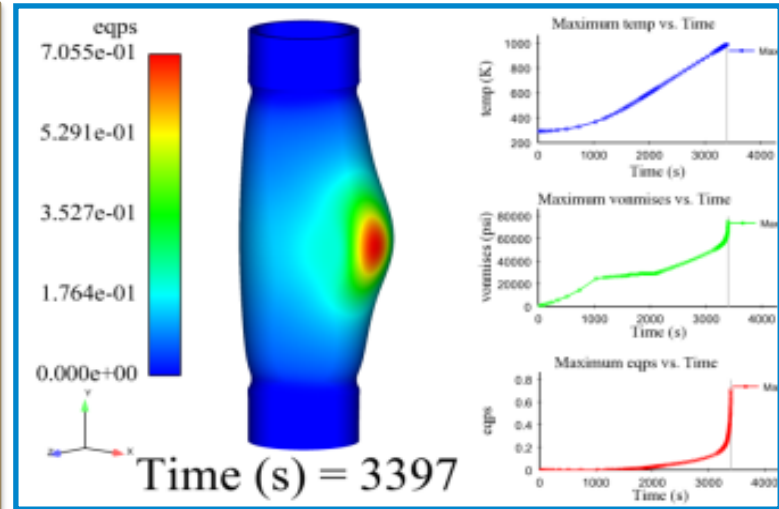 eqps
7.055e-01
5.291e-01
3.527e-01
1.764e-01
0.000e+00
Y
Z
X
Time (s) = 3397
Maximum temp vs. Time
temp (K)
1000
800
600
400
200
0
1000
2000
3000
4000
Time (s)
Max
Maximum vonmises vs. Time
vonmises (psi)
80000
60000
40000
20000
0
0
1000
2000
3000
4000
Time (s)
Ma
Maximum eqps vs. Time
eqps
0.8
0.6
0.4
0.2
0
0
1000
2000
3000
4000
Time (s)
Ma